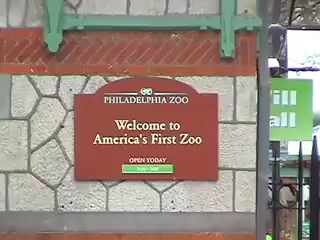 PHILADELPHIA ZOO
Welcome to
America's First Zoo
OPEN TODAY
ill
all